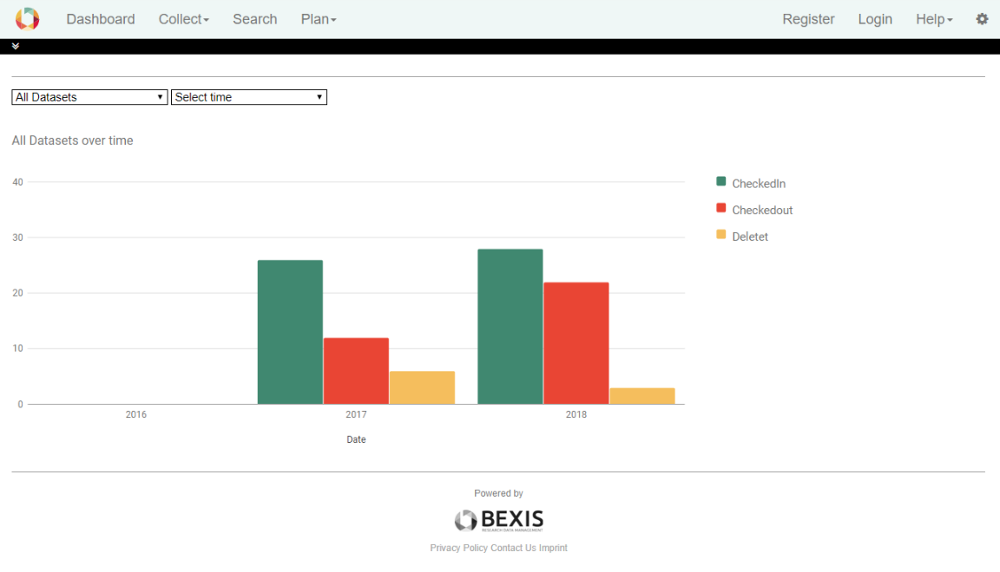 Dashboard Collect Search Plan Register Login Help
All Datasets Select time
All Datasets over time
40
30
20
10
0
2016 2017 2018
Date
CheckedIn
Checkedout
Deletet
Powered by
BEXIS
RESEARCH DATA MANAGEMENT
Privacy Policy Contact Us Imprint